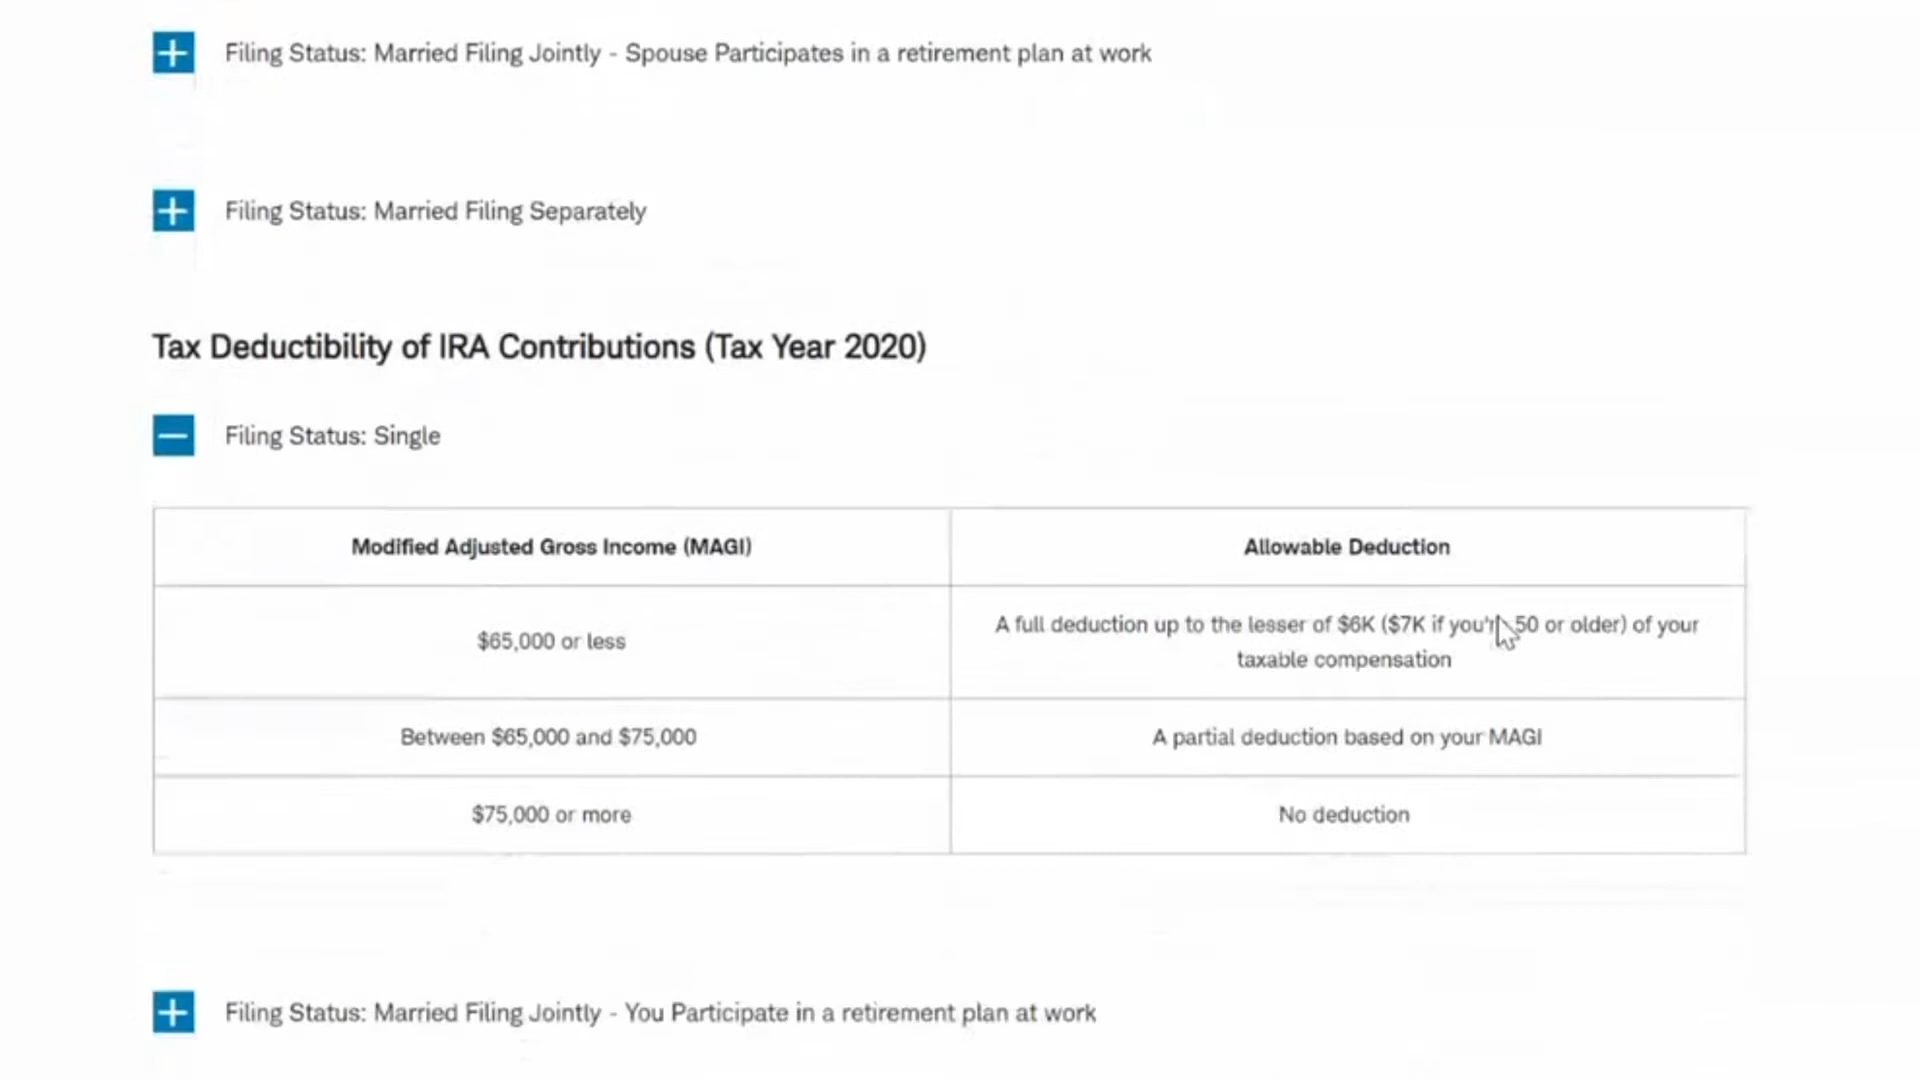 Filing Status: Married Filing Jointly - Spouse Participates in a retirement plan at work
Filing Status: Married Filing Separately
Tax Deductibility of IRA Contributions (Tax Year 2020)
Filing Status: Single
Modified Adjusted Gross Income (MAGI)
Allowable Deduction
$65,000 or less
A full deduction up to the lesser of $6K ($7K if you're 50 or older) of your
taxable compensation
Between $65,000 and $75,000
A partial deduction based on your MAGI
$75,000 or more
No deduction
Filing Status: Married Filing Jointly - You Participate in a retirement plan at work